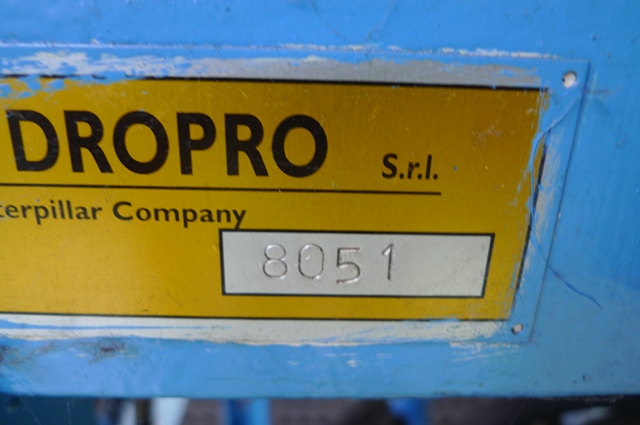 DROPRO S.r.l.
terpillar Company
8051